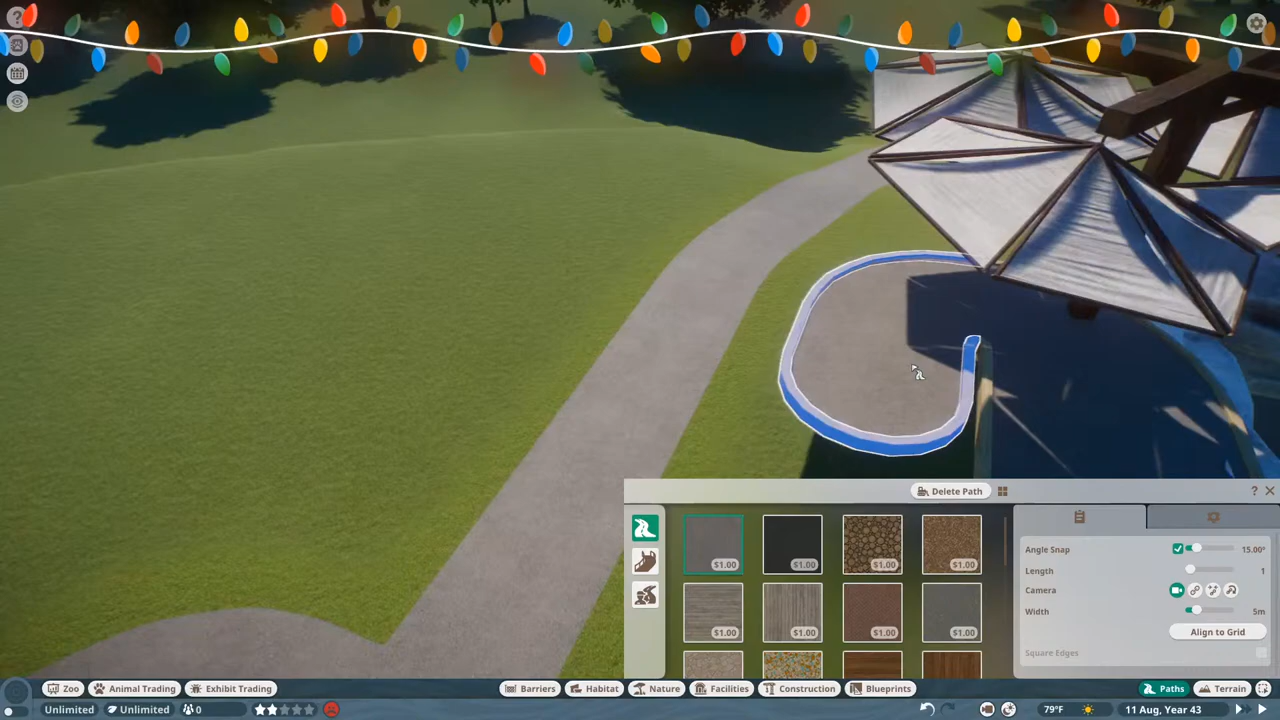 Delete Path
?
$1.00 $1.00 $1.00 $1.00
$1.00 $1.00 $1.00 $1.00
Angle Snap 15.00°
Length 1
Camera
Width 5m
Align to Grid
Square Edges
Zoo Animal Trading Exhibit Trading Barriers Habitat Nature Facilities Construction Blueprints Paths Terrain
Unlimited Unlimited 0 79°F 11 Aug, Year 43